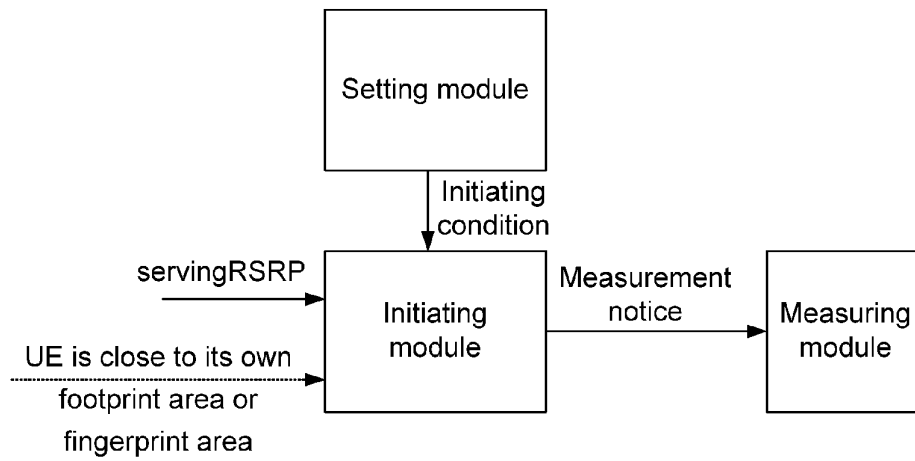 Setting module
Initiating
condition
servingRSRP
Initiating
module
Measurement
notice
Measuring
module
UE is close to its own
footprint area or
fingerprint area